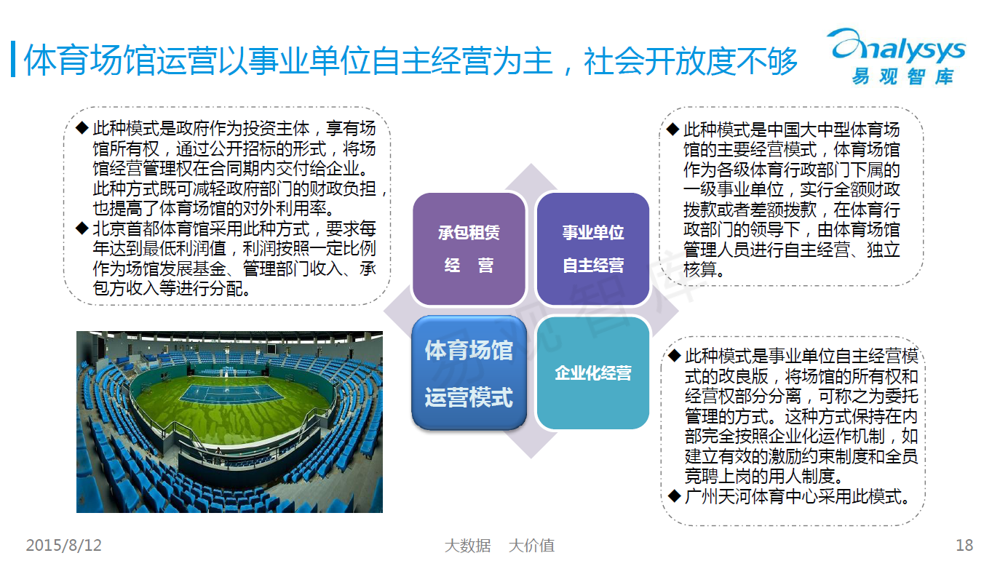 体育场馆运营以事业单位自主经营为主，社会开放度不够
analysys
易观智库
◆ 此种模式是政府作为投资主体，享有场
馆所有权，通过公开招标的形式，将场
馆经营管理权在合同期内交付给企业。
此种方式既可减轻政府部门的财政负担，
也提高了体育场馆的对外利用率。
◆ 北京首都体育馆采用此种方式，要求每
年达到最低利润值，利润按照一定比例
作为场馆发展基金、管理部门收入、承
包方收入等进行分配。
◆ 此种模式是中国大中型体育场
馆的主要经营模式，体育场馆
作为各级体育行政部门下属的
一级事业单位，实行全额财政
拨款或者差额拨款，在体育行
政部门的领导下，由体育场馆
管理人员进行自主经营、独立
核算。
承包租赁
经 营
事业单位
自主经营
体育场馆
运营模式
企业化经营
易观智库
◆ 此种模式是事业单位自主经营模
式的改良版，将场馆的所有权和
经营权部分分离，可称之为委托
管理的方式。这种方式保持在内
部完全按照企业化运作机制，如
建立有效的激励约束制度和全员
竞聘上岗的用人制度。
◆ 广州天河体育中心采用此模式。
2015/8/12
大数据 大价值
18